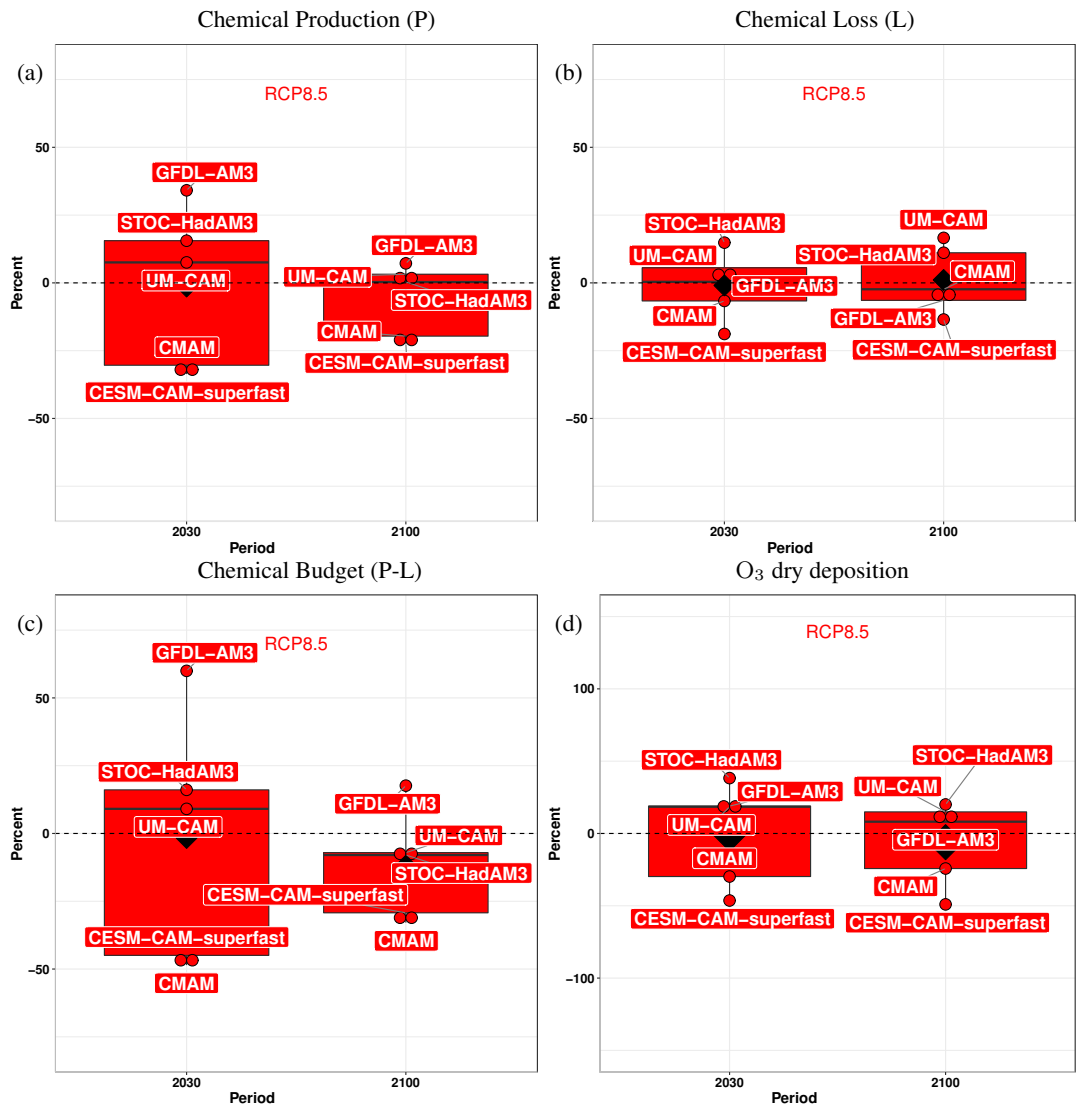 Chemical Production (P)
(a)
RCP8.5
50
0
−50
Percent
GFDL−AM3
STOC−HadAM3
UM−CAM
CMAM
CESM−CAM−superfast
GFDL−AM3
UM−CAM
STOC−HadAM3
CMAM
CESM−CAM−superfast
2030
2100
Period
Chemical Loss (L)
(b)
RCP8.5
50
0
−50
Percent
STOC−HadAM3
UM−CAM
GFDL−AM3
CMAM
CESM−CAM−superfast
UM−CAM
STOC−HadAM3
CMAM
GFDL−AM3
CESM−CAM−superfast
2030
2100
Period
Chemical Budget (P-L)
(c)
RCP8.5
50
0
−50
Percent
GFDL−AM3
STOC−HadAM3
UM−CAM
CESM−CAM−superfast
CMAM
GFDL−AM3
UM−CAM
STOC−HadAM3
CESM−CAM−superfast
CMAM
2030
2100
Period
O₃ dry deposition
(d)
RCP8.5
100
0
−100
Percent
STOC−HadAM3
GFDL−AM3
UM−CAM
CMAM
CESM−CAM−superfast
STOC−HadAM3
UM−CAM
GFDL−AM3
CMAM
CESM−CAM−superfast
2030
2100
Period